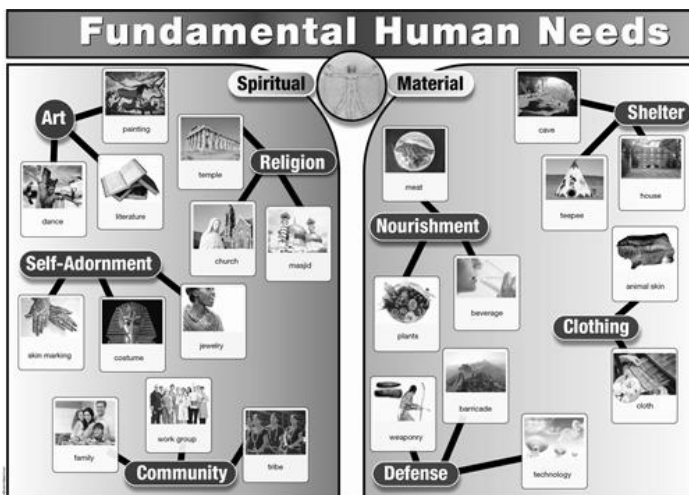 Fundamental Human Needs
Spiritual
Material
Art
painting
dance
literature
temple
Religion
church
masjid
Self-Adornment
skin marking
costume
jewelry
family
work group
tribe
Community
cave
Shelter
teepee
house
meat
Nourishment
plants
beverage
animal skin
Clothing
cloth
weaponry
barricade
Defense
technology